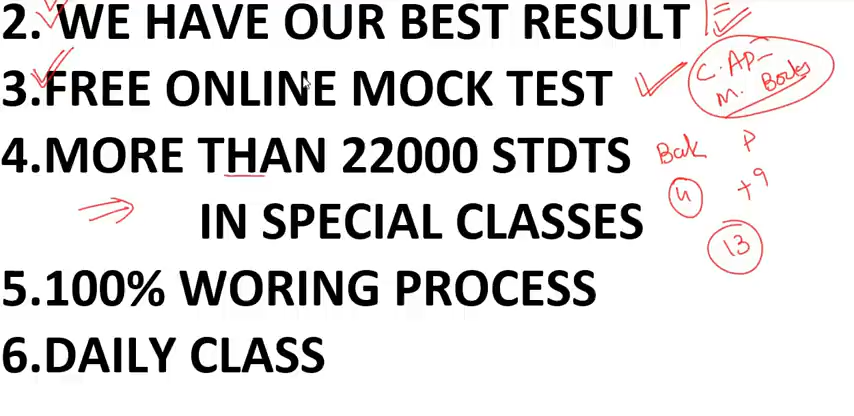 2. WE HAVE OUR BEST RESULT
3.FREE ONLINE MOCK TEST
C. AP
M. Books
4.MORE THAN 22000 STDTS
P
4 +9
IN SPECIAL CLASSES
13
5.100% WORING PROCESS
6.DAILY CLASS